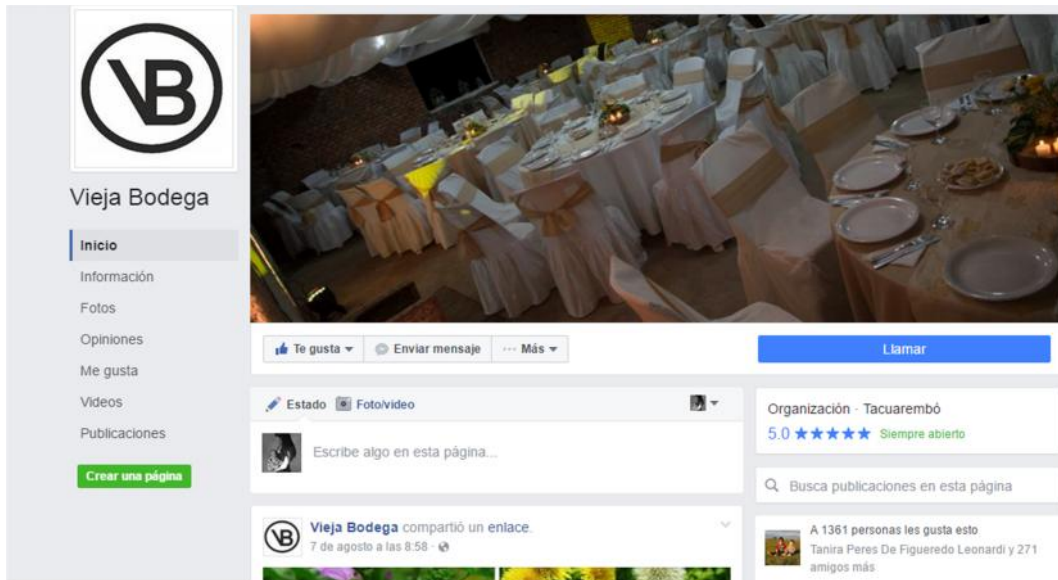 VB
Vieja Bodega
Inicio
Información
Fotos
Opiniones
Me gusta
Videos
Publicaciones
Crear una página
Te gusta
Enviar mensaje
Más
Llamar
Estado
Foto/video
Escribe algo en esta página...
Vieja Bodega compartió un enlace.
7 de agosto a las 8:58 ·
VB
Organización · Tacuarembó
5.0 ★★★★★ Siempre abierto
Busca publicaciones en esta página
A 1361 personas les gusta esto
Tanira Peres De Figueredo Leonardi y 271
amigos más